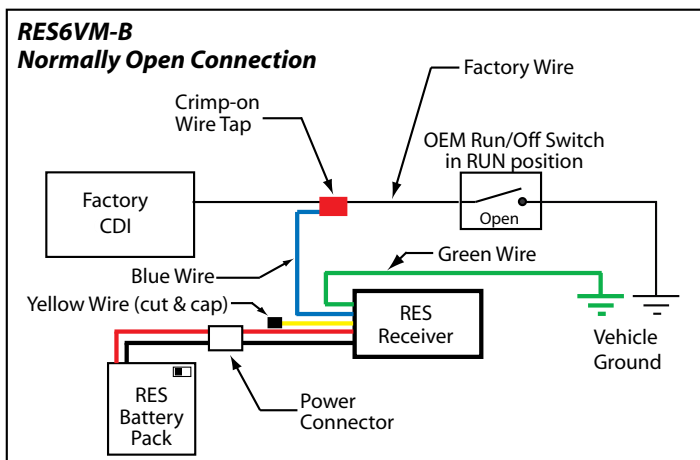 RES6VM-B
Normally Open Connection
Factory Wire
Crimp-on
Wire Tap
OEM Run/Off Switch
in RUN position
Factory
CDI
Open
Blue Wire
Green Wire
Yellow Wire (cut & cap)
RES
Receiver
Vehicle
Ground
RES
Battery
Pack
Power
Connector